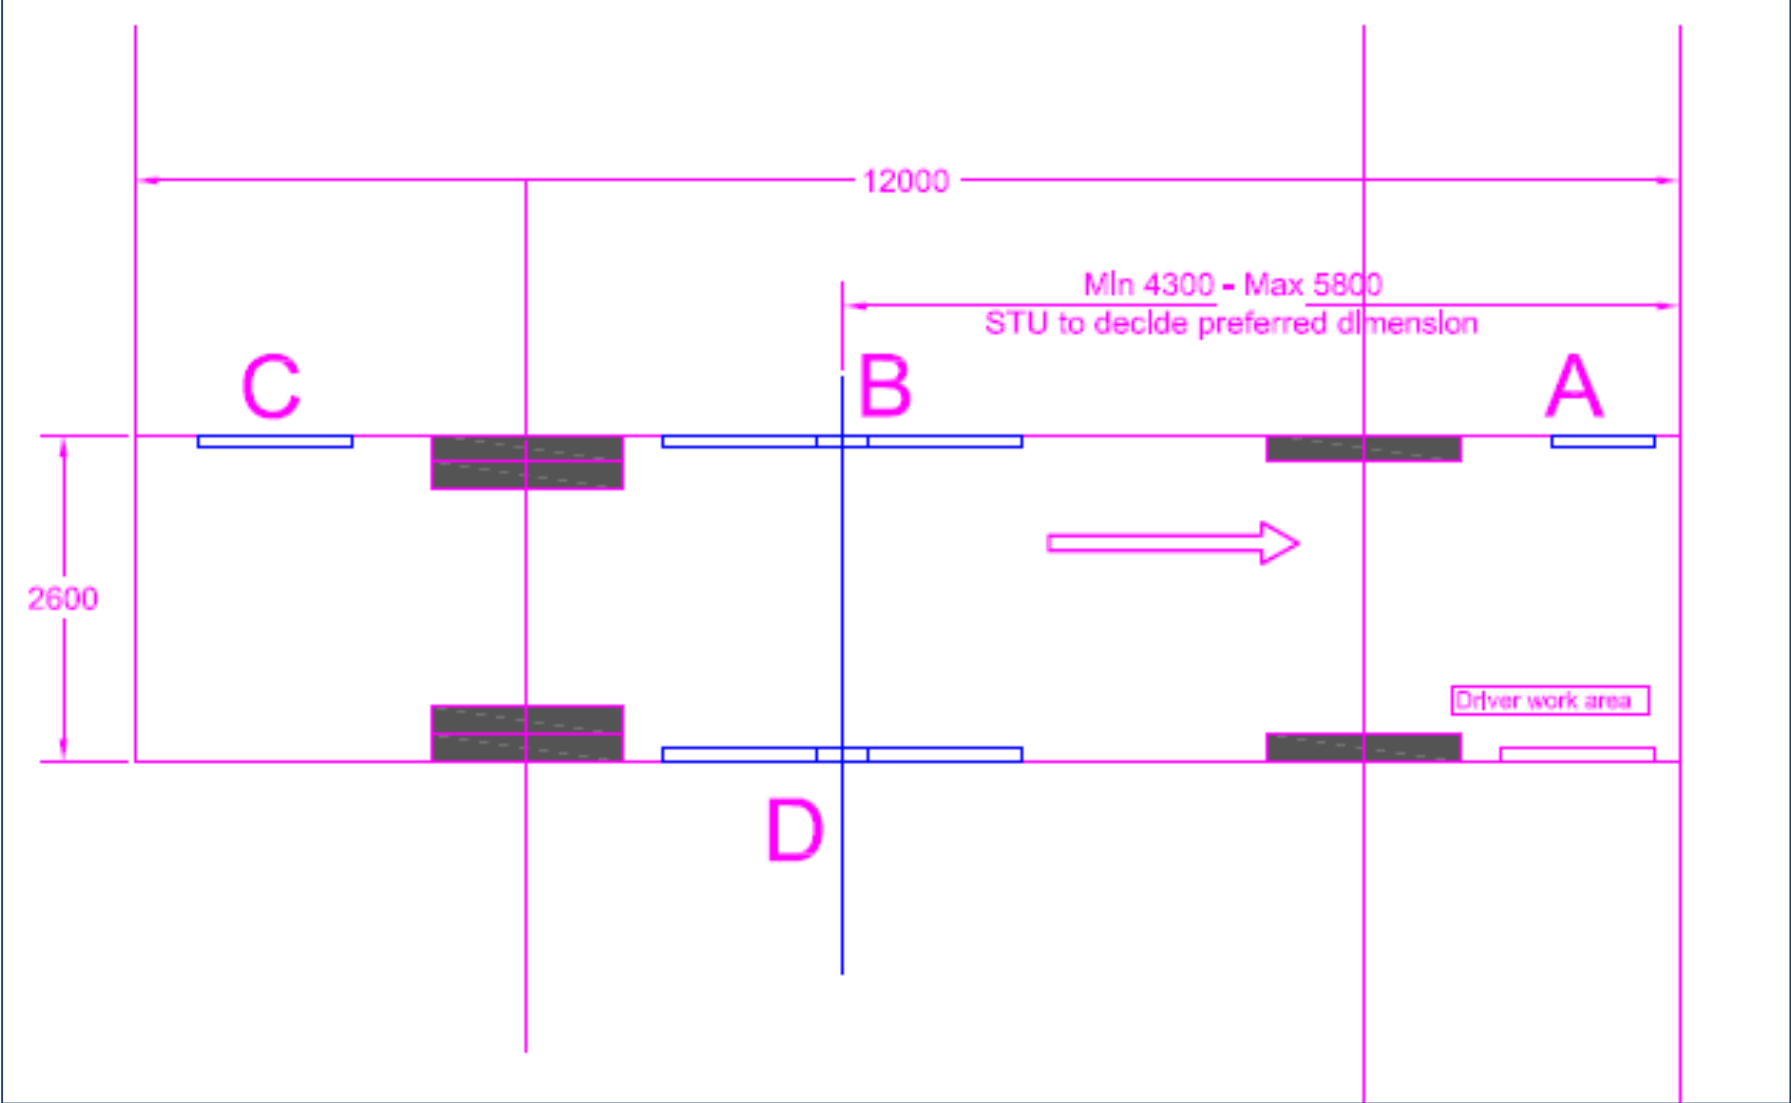 12000
Min 4300 - Max 5800
STU to decide preferred dimension
C
B
A
2600
Driver work area
D